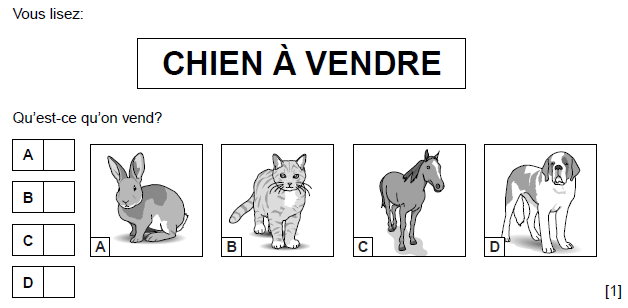 Vous lisez:
CHIEN À VENDRE
Qu'est-ce qu'on vend?
A
B
C
D
A
B
C
D
[1]